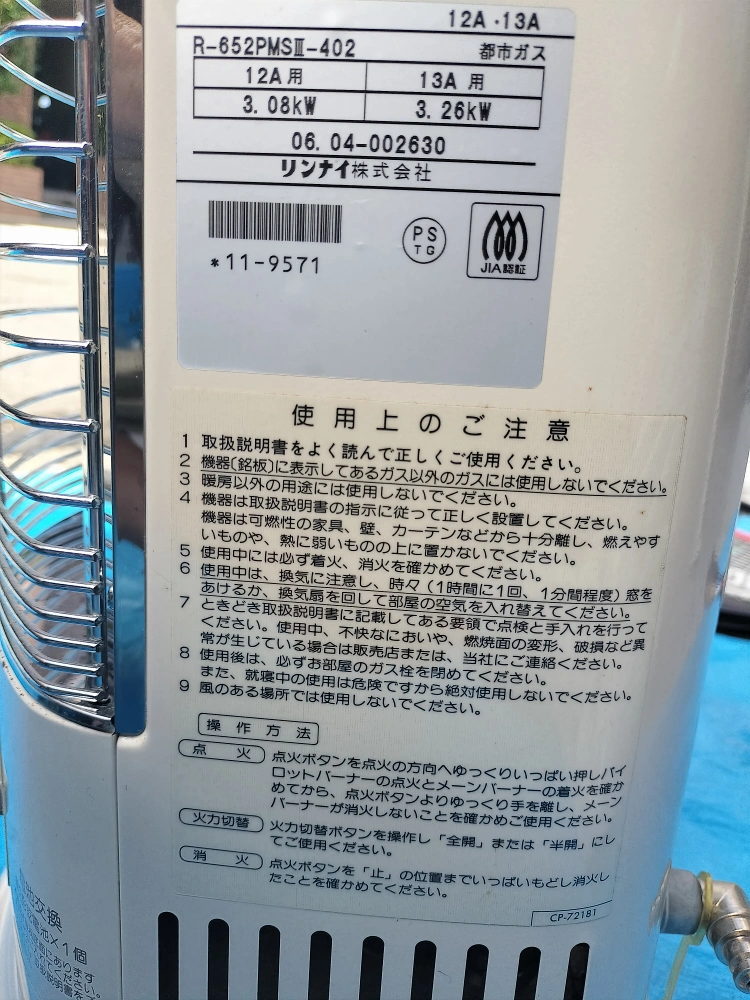 12A・13A
R-652PMSⅢ-402 都市ガス
12A用 13A用
3.08kW 3.26kW
06.04-002630
リンナイ株式会社
*11-9571
PS
TG
JIA認証
使用上のご注意
1 取扱説明書をよく読んで正しくご使用ください。
2 機器(銘板)に表示してあるガス以外のガスには使用しないでください。
3 暖房以外の用途には使用しないでください。
4 機器は取扱説明書の指示に従って正しく設置してください。
機器は可燃性の家具、壁、カーテンなどから十分離し、燃えやす
いものや、熱に弱いものの上に置かないでください。
5 使用中には必ず着火、消火を確かめてください。
6 使用中は、換気に注意し、時々(1時間に1回、1分間程度)窓を
あけるか、換気扇を回して部屋の空気を入れ替えてください。
7 ときどき取扱説明書に記載してある要領で点検と手入れを行って
ください。使用中、不快なにおいや、燃焼面の変形、破損など異
常が生じている場合は販売店または、当社にご連絡ください。
8 使用後は、必ずお部屋のガス栓を閉めてください。
また、就寝中の使用は危険ですから絶対使用しないでください。
9 風のある場所では使用しないでください。
操作方法
点火 点火ボタンを点火の方向へゆっくりいっぱい押しパイ
ロットバーナーの点火とメーンバーナーの着火を確か
めてから、点火ボタンよりゆっくり手を離し、メーン
バーナーが消火しないことを確かめご使用ください。
火力切替 火力切替ボタンを操作し「全開」または「半開」にし
てご使用ください。
消火 点火ボタンを「止」の位置までいっぱいもどし消火し
たことを確かめてください。
CP-721B1
池交換
×1個
にあります
ください。
取扱説明書を